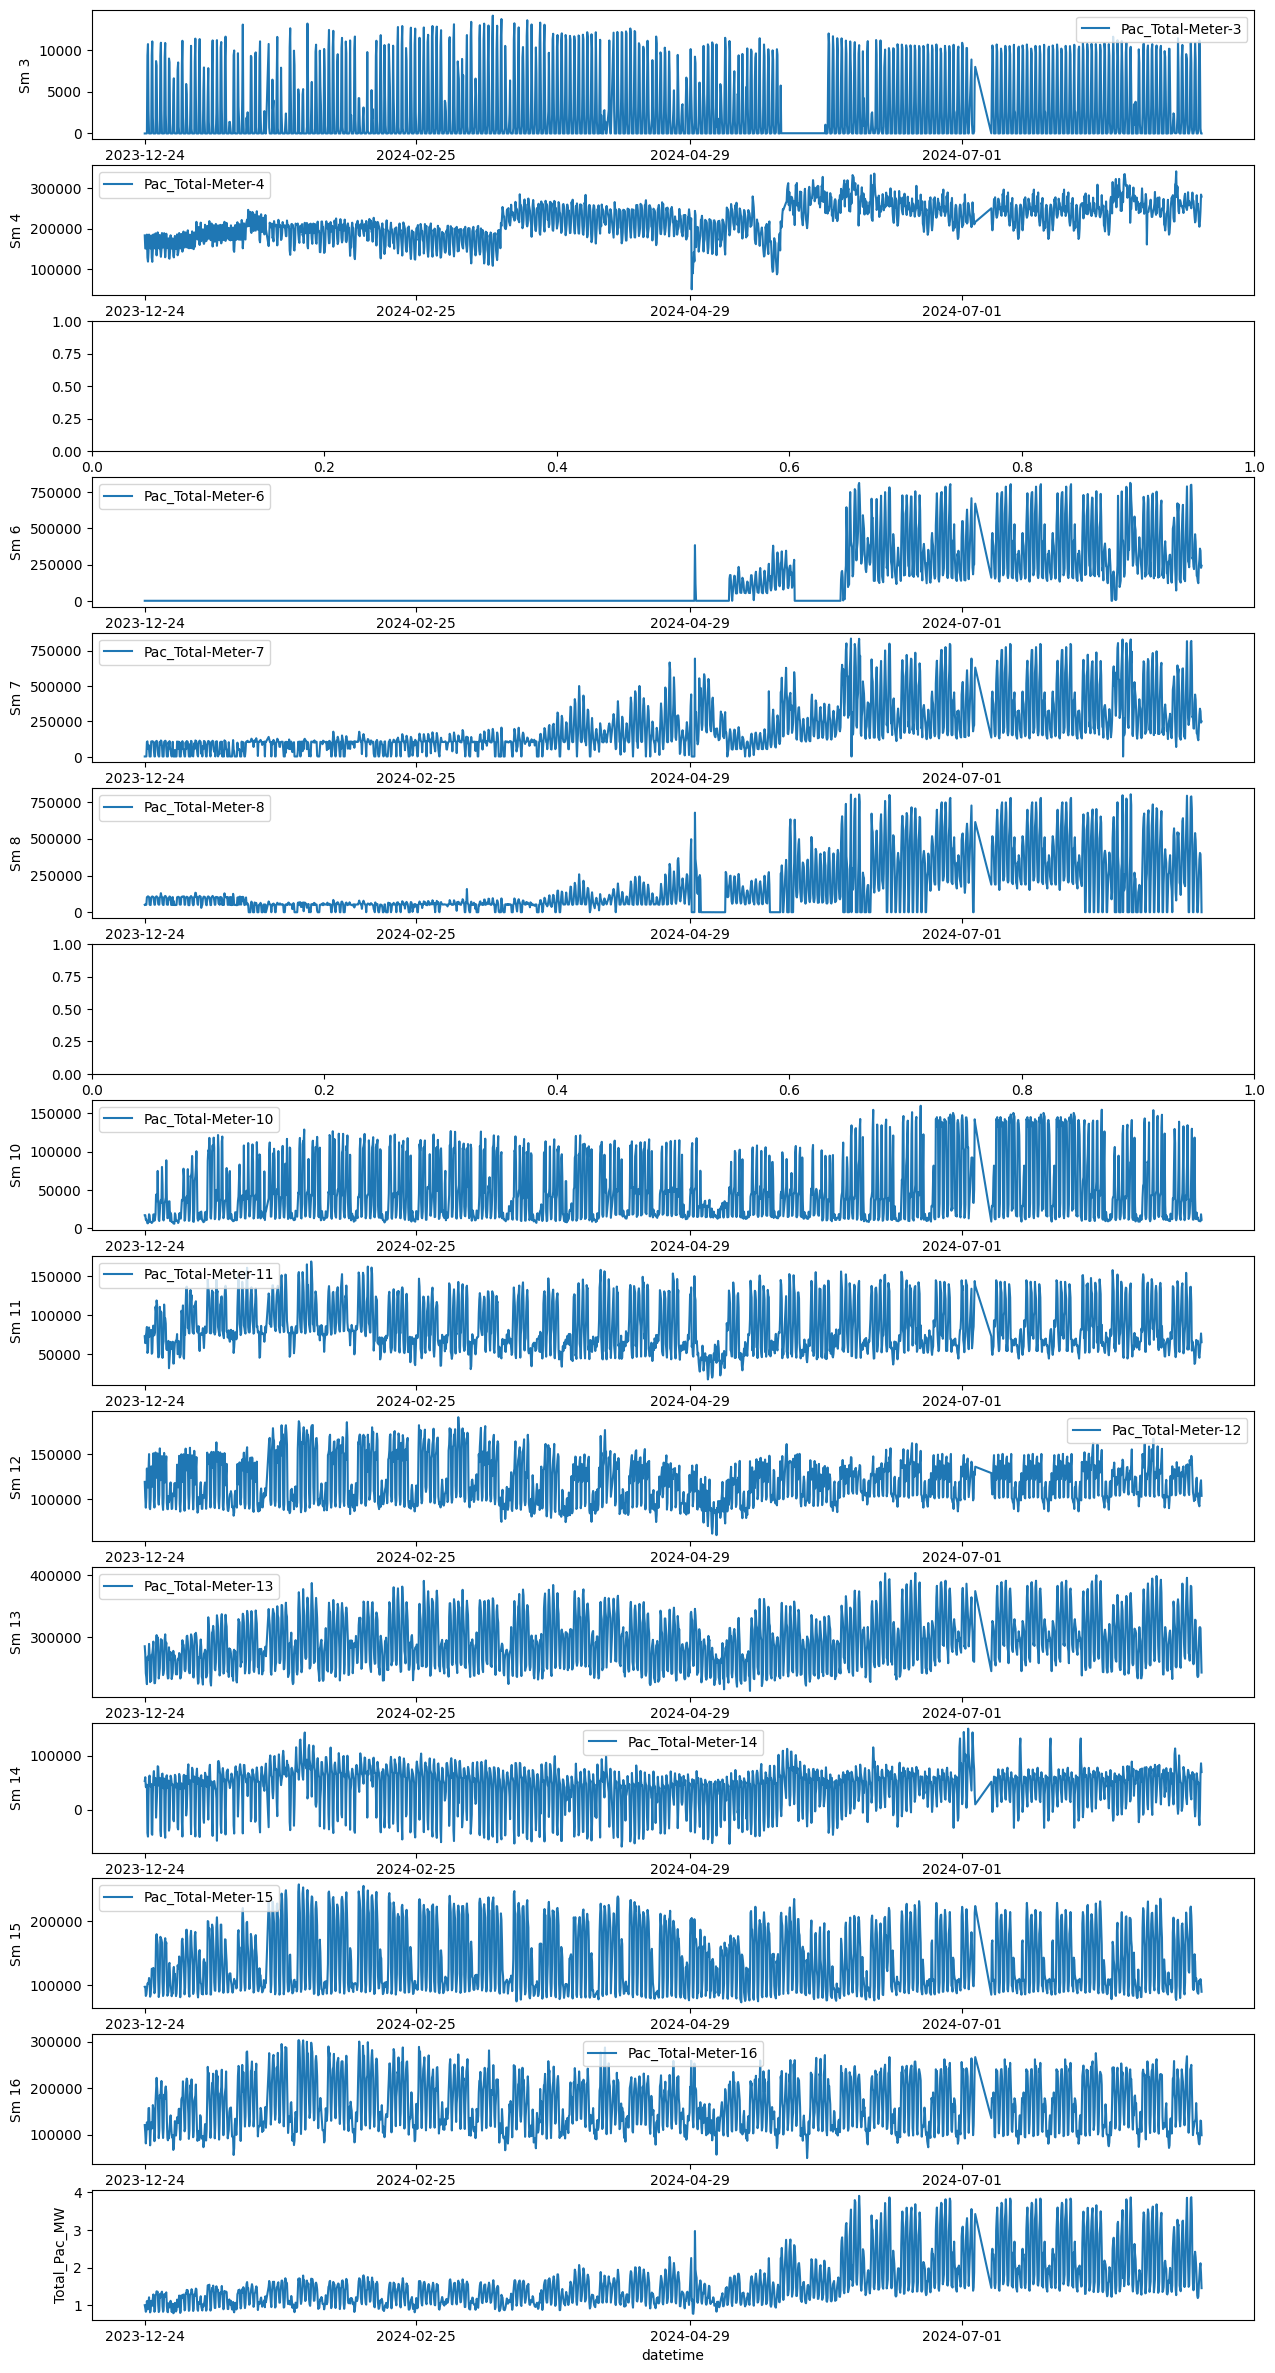 Sm 3
10000
5000
0
Pac_Total-Meter-3
2023-12-24 2024-02-25 2024-04-29 2024-07-01
Sm 4
300000
200000
100000
Pac_Total-Meter-4
2023-12-24 2024-02-25 2024-04-29 2024-07-01
1.00
0.75
0.50
0.25
0.00
0.0 0.2 0.4 0.6 0.8 1.0
Sm 6
750000
500000
250000
0
Pac_Total-Meter-6
2023-12-24 2024-02-25 2024-04-29 2024-07-01
Sm 7
750000
500000
250000
0
Pac_Total-Meter-7
2023-12-24 2024-02-25 2024-04-29 2024-07-01
Sm 8
750000
500000
250000
0
Pac_Total-Meter-8
2023-12-24 2024-02-25 2024-04-29 2024-07-01
1.00
0.75
0.50
0.25
0.00
0.0 0.2 0.4 0.6 0.8 1.0
Sm 10
150000
100000
50000
0
Pac_Total-Meter-10
2023-12-24 2024-02-25 2024-04-29 2024-07-01
Sm 11
150000
100000
50000
Pac_Total-Meter-11
2023-12-24 2024-02-25 2024-04-29 2024-07-01
Sm 12
150000
100000
Pac_Total-Meter-12
2023-12-24 2024-02-25 2024-04-29 2024-07-01
Sm 13
400000
300000
Pac_Total-Meter-13
2023-12-24 2024-02-25 2024-04-29 2024-07-01
Sm 14
100000
0
Pac_Total-Meter-14
2023-12-24 2024-02-25 2024-04-29 2024-07-01
Sm 15
200000
100000
Pac_Total-Meter-15
2023-12-24 2024-02-25 2024-04-29 2024-07-01
Sm 16
300000
200000
100000
Pac_Total-Meter-16
2023-12-24 2024-02-25 2024-04-29 2024-07-01
Total_Pac_MW
4
3
2
1
2023-12-24 2024-02-25 2024-04-29 2024-07-01
datetime